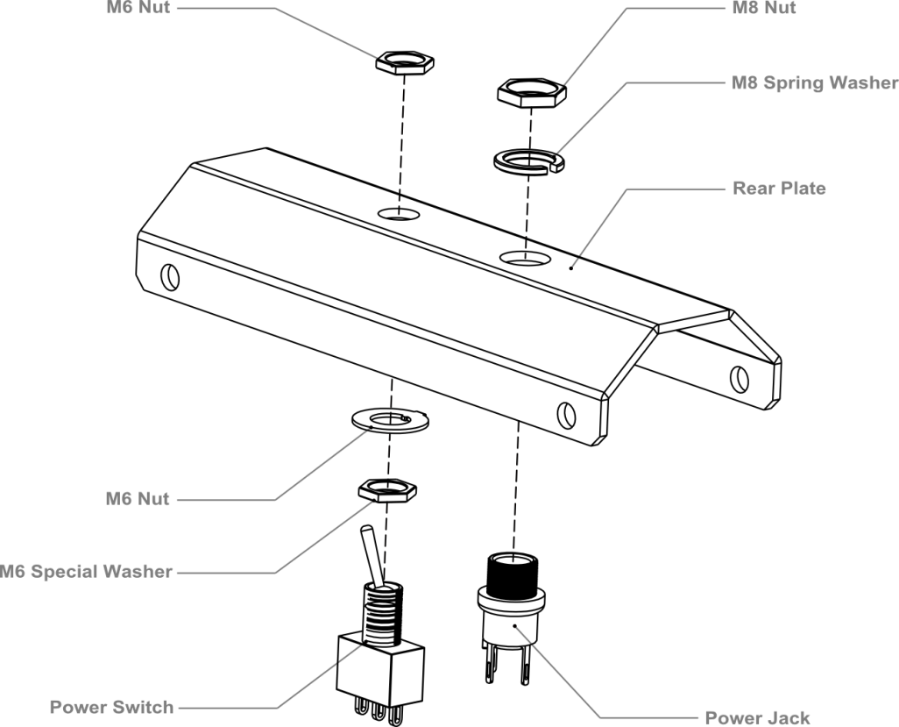 M6 Nut
M8 Nut
M8 Spring Washer
Rear Plate
M6 Nut
M6 Special Washer
Power Switch
Power Jack